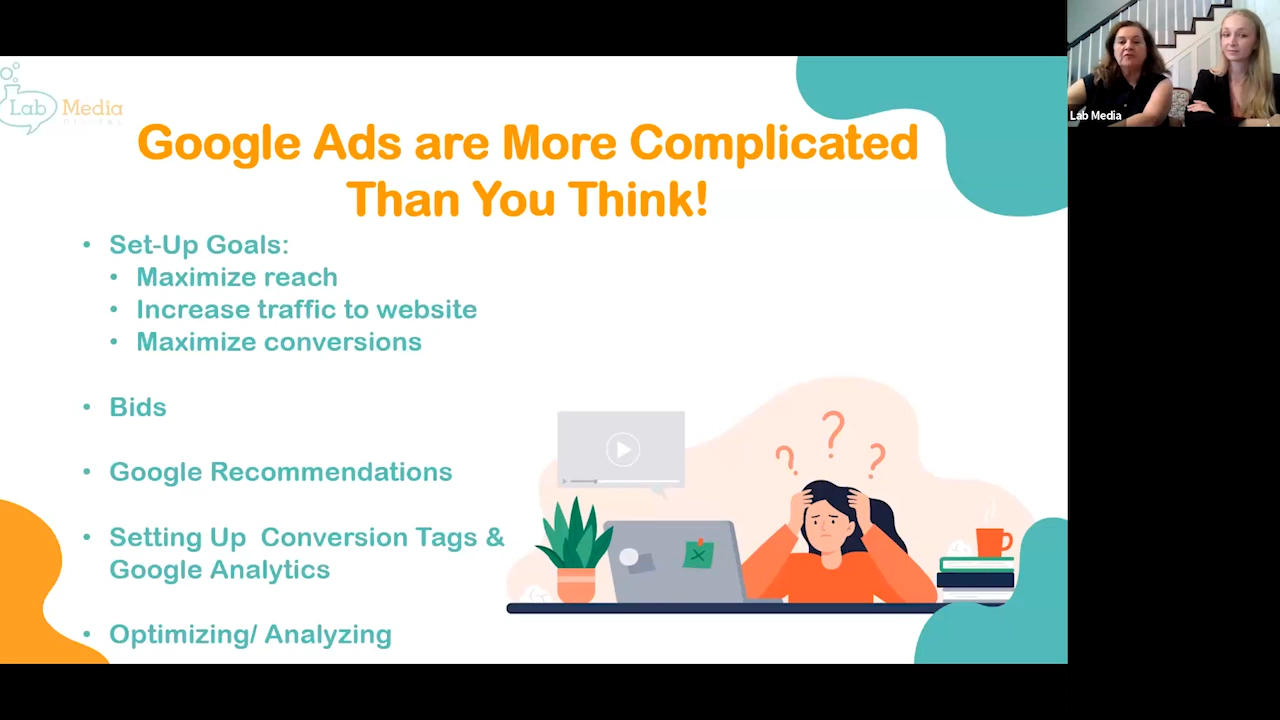 Lab Media
DIGITAL
Google Ads are More Complicated
Than You Think!
• Set-Up Goals:
• Maximize reach
• Increase traffic to website
• Maximize conversions
• Bids
• Google Recommendations
• Setting Up  Conversion Tags &
Google Analytics
• Optimizing/ Analyzing
? ? ?
Lab Media